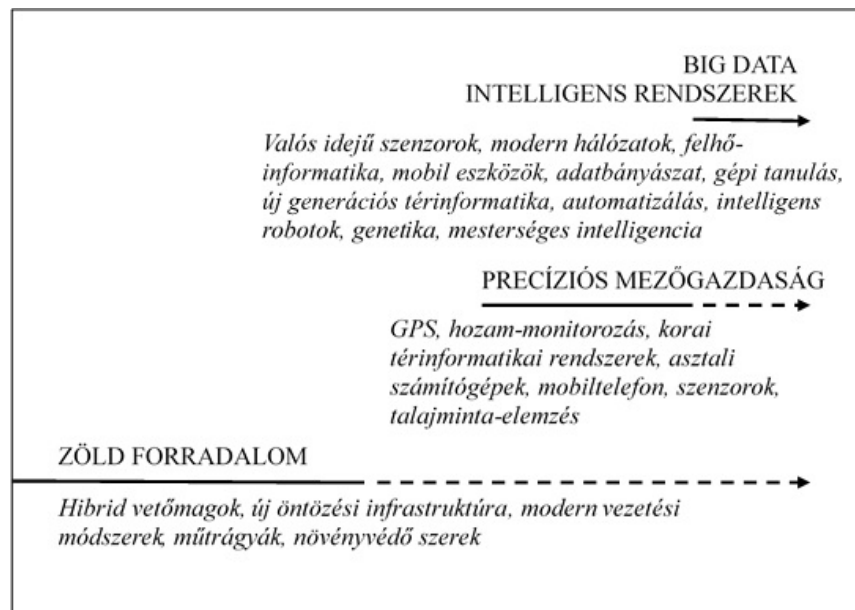 BIG DATA
INTELLIGENS RENDSZEREK
Valós idejű szenzorok, modern hálózatok, felhő-
informatika, mobil eszközök, adatbányászat, gépi tanulás,
új generációs térinformatika, automatizálás, intelligens
robotok, genetika, mesterséges intelligencia
PRECÍZIÓS MEZŐGAZDASÁG
GPS, hozam-monitorozás, korai
térinformatikai rendszerek, asztali
számítógépek, mobiltelefon, szenzorok,
talajminta-elemzés
ZÖLD FORRADALOM
Hibrid vetőmagok, új öntözési infrastruktúra, modern vezetési
módszerek, műtrágyák, növényvédő szerek